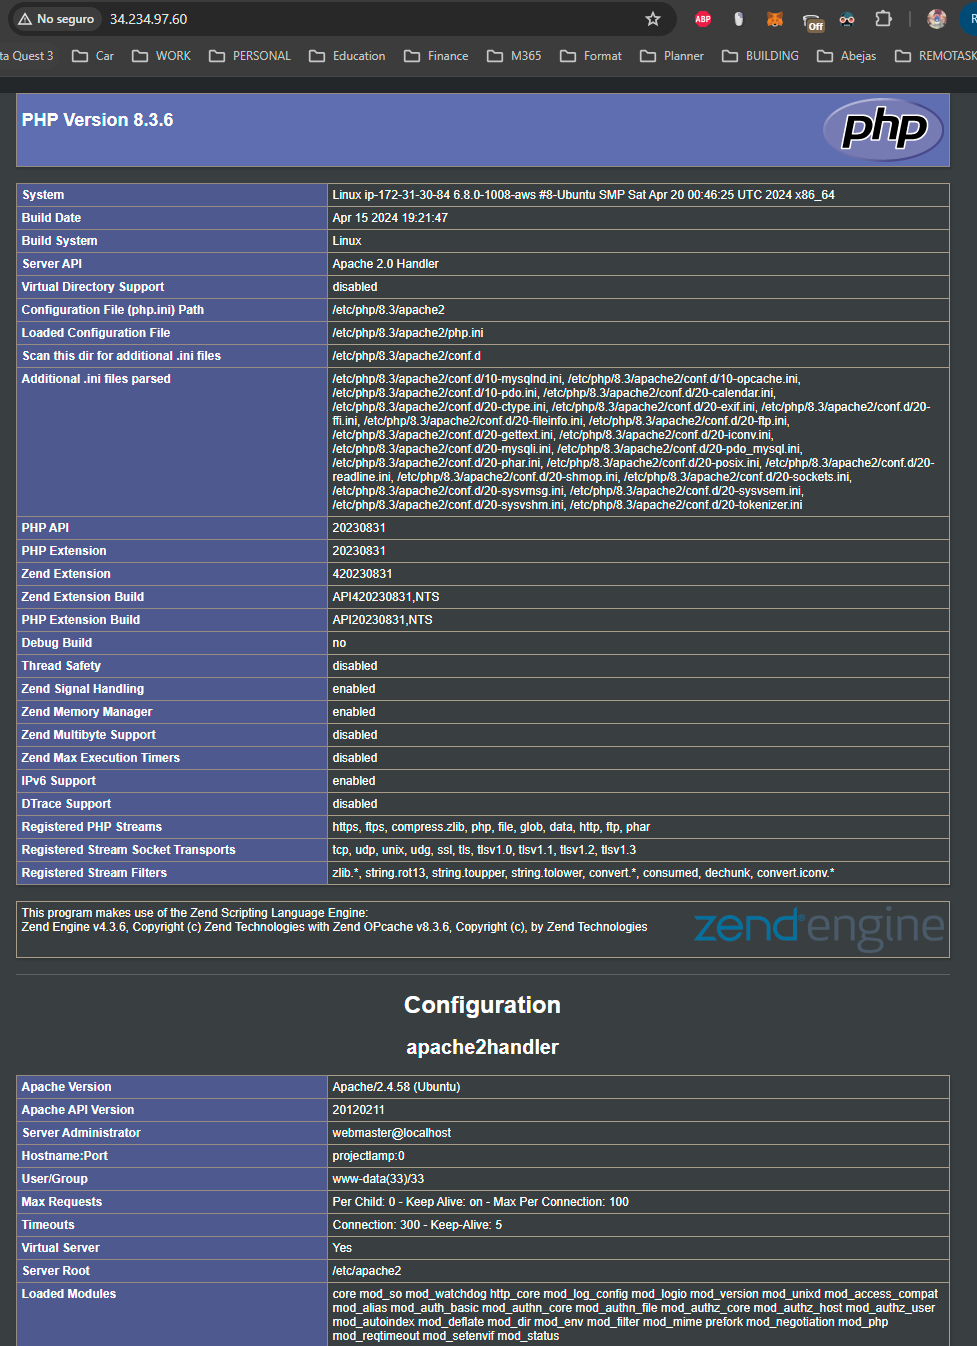 No seguro 34.234.97.60 ABP Off R
ta Quest 3 Car WORK PERSONAL Education Finance M365 Format Planner BUILDING Abejas REMOTASK
PHP Version 8.3.6 php
System Linux ip-172-31-30-84 6.8.0-1008-aws #8-Ubuntu SMP Sat Apr 20 00:46:25 UTC 2024 x86_64
Build Date Apr 15 2024 19:21:47
Build System Linux
Server API Apache 2.0 Handler
Virtual Directory Support disabled
Configuration File (php.ini) Path /etc/php/8.3/apache2
Loaded Configuration File /etc/php/8.3/apache2/php.ini
Scan this dir for additional .ini files /etc/php/8.3/apache2/conf.d
Additional .ini files parsed /etc/php/8.3/apache2/conf.d/10-mysqlnd.ini, /etc/php/8.3/apache2/conf.d/10-opcache.ini,
/etc/php/8.3/apache2/conf.d/10-pdo.ini, /etc/php/8.3/apache2/conf.d/20-calendar.ini,
/etc/php/8.3/apache2/conf.d/20-ctype.ini, /etc/php/8.3/apache2/conf.d/20-exif.ini, /etc/php/8.3/apache2/conf.d/20-
ffi.ini, /etc/php/8.3/apache2/conf.d/20-fileinfo.ini, /etc/php/8.3/apache2/conf.d/20-ftp.ini,
/etc/php/8.3/apache2/conf.d/20-gettext.ini, /etc/php/8.3/apache2/conf.d/20-iconv.ini,
/etc/php/8.3/apache2/conf.d/20-mysqli.ini, /etc/php/8.3/apache2/conf.d/20-pdo_mysql.ini,
/etc/php/8.3/apache2/conf.d/20-phar.ini, /etc/php/8.3/apache2/conf.d/20-posix.ini, /etc/php/8.3/apache2/conf.d/20-
readline.ini, /etc/php/8.3/apache2/conf.d/20-shmop.ini, /etc/php/8.3/apache2/conf.d/20-sockets.ini,
/etc/php/8.3/apache2/conf.d/20-sysvmsg.ini, /etc/php/8.3/apache2/conf.d/20-sysvsem.ini,
/etc/php/8.3/apache2/conf.d/20-sysvshm.ini, /etc/php/8.3/apache2/conf.d/20-tokenizer.ini
PHP API 20230831
PHP Extension 20230831
Zend Extension 420230831
Zend Extension Build API420230831,NTS
PHP Extension Build API20230831,NTS
Debug Build no
Thread Safety disabled
Zend Signal Handling enabled
Zend Memory Manager enabled
Zend Multibyte Support disabled
Zend Max Execution Timers disabled
IPv6 Support enabled
DTrace Support disabled
Registered PHP Streams https, ftps, compress.zlib, php, file, glob, data, http, ftp, phar
Registered Stream Socket Transports tcp, udp, unix, udg, ssl, tls, tlsv1.0, tlsv1.1, tlsv1.2, tlsv1.3
Registered Stream Filters zlib.*, string.rot13, string.toupper, string.tolower, convert.*, consumed, dechunk, convert.iconv.*
This program makes use of the Zend Scripting Language Engine:
Zend Engine v4.3.6, Copyright (c) Zend Technologies with Zend OPcache v8.3.6, Copyright (c), by Zend Technologies
zend® engine
Configuration
apache2handler
Apache Version Apache/2.4.58 (Ubuntu)
Apache API Version 20120211
Server Administrator webmaster@localhost
Hostname:Port projectlamp:0
User/Group www-data(33)/33
Max Requests Per Child: 0 - Keep Alive: on - Max Per Connection: 100
Timeouts Connection: 300 - Keep-Alive: 5
Virtual Server Yes
Server Root /etc/apache2
Loaded Modules core mod_so mod_watchdog http_core mod_log_config mod_logio mod_version mod_unixd mod_access_compat
mod_alias mod_auth_basic mod_authn_core mod_authn_file mod_authz_core mod_authz_host mod_authz_user
mod_autoindex mod_deflate mod_dir mod_env mod_filter mod_mime prefork mod_negotiation mod_php
mod_reqtimeout mod_setenvif mod_status